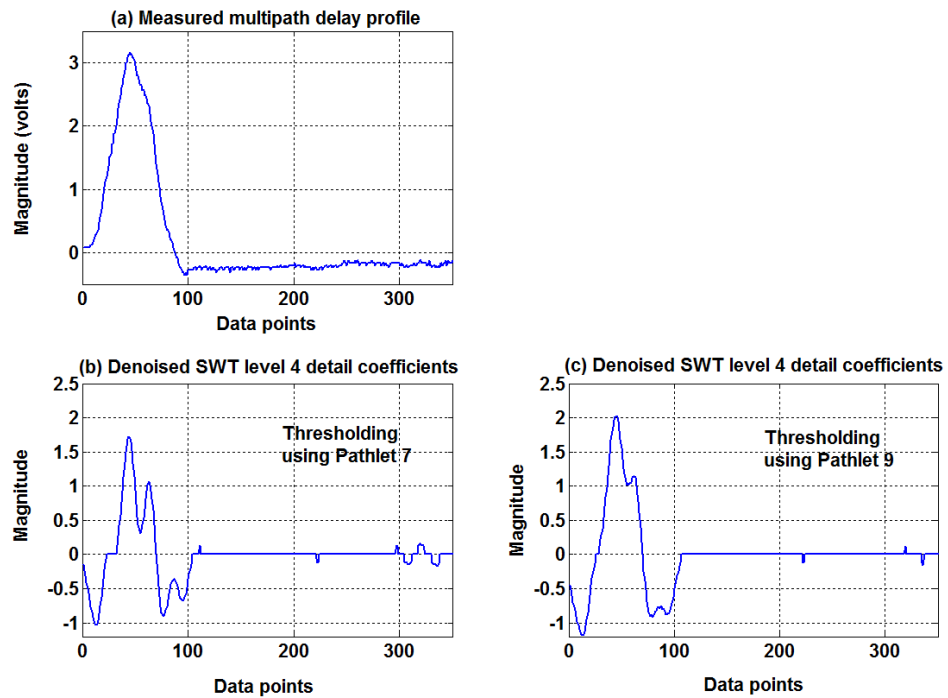 (a) Measured multipath delay profile
Magnitude (volts)
3
2
1
0
0
100
200
300
Data points
(b) Denoised SWT level 4 detail coefficients
Magnitude
2.5
2
1.5
1
0.5
0
-0.5
-1
Thresholding
using Pathlet 7
0
100
200
300
Data points
(c) Denoised SWT level 4 detail coefficients
Magnitude
2.5
2
1.5
1
0.5
0
-0.5
-1
Thresholding
using Pathlet 9
0
100
200
300
Data points